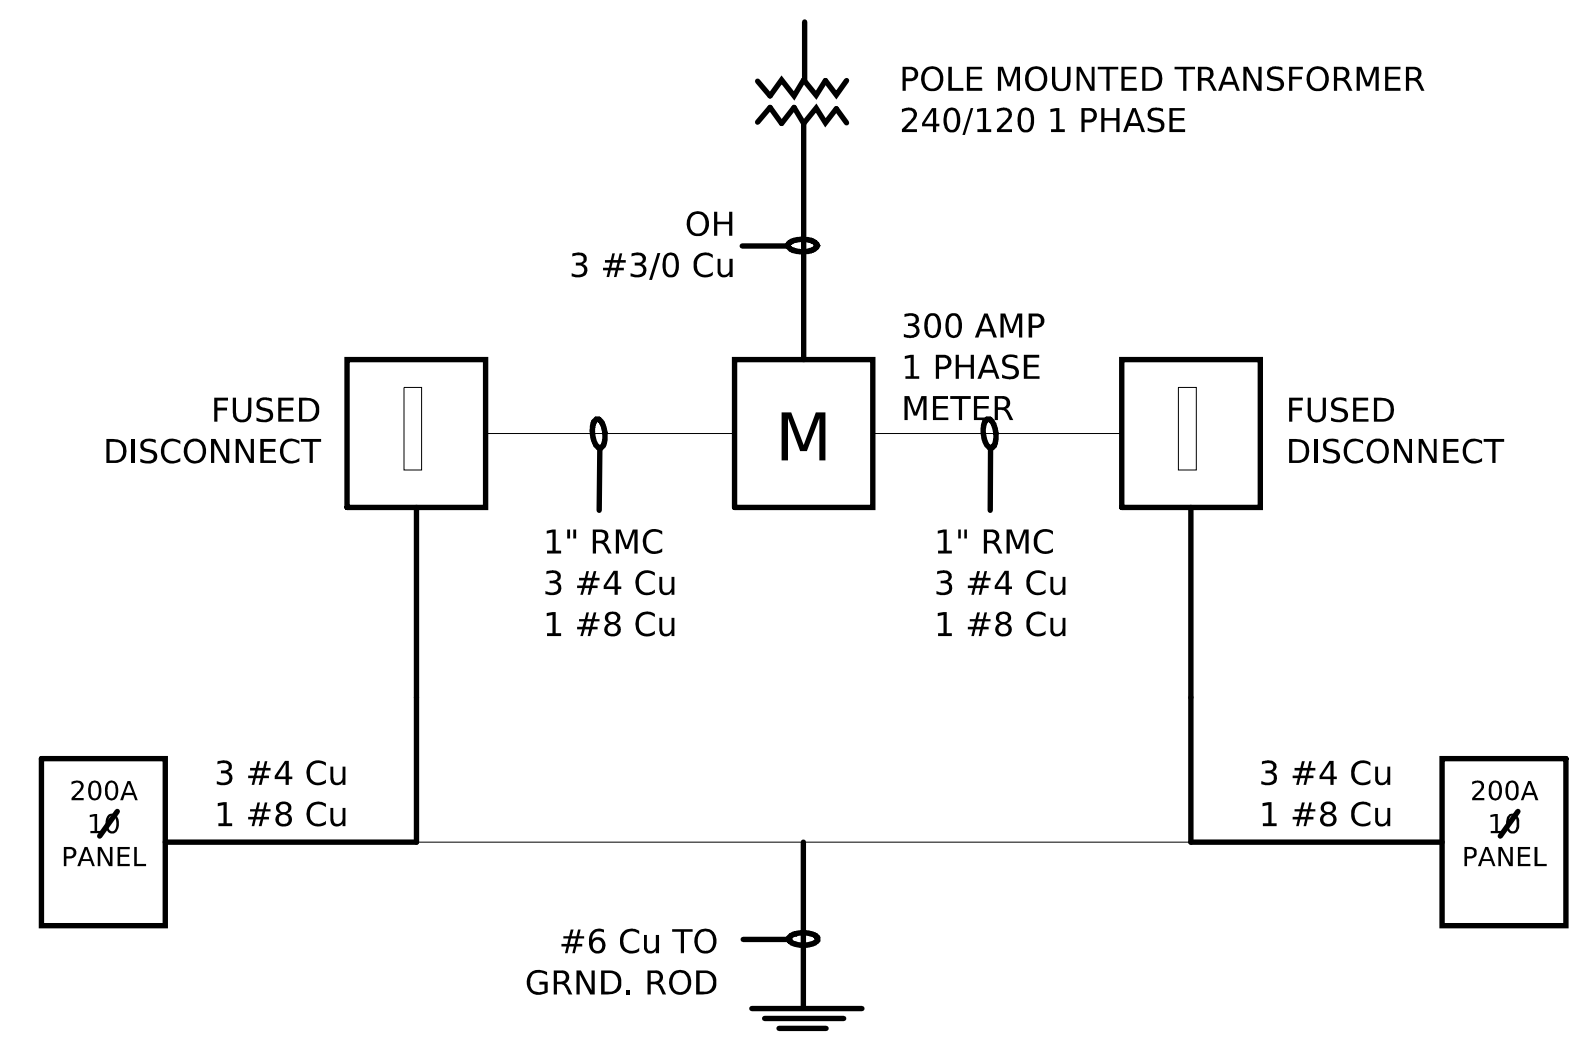 POLE MOUNTED TRANSFORMER
240/120 1 PHASE
OH
3 #3/0 Cu
300 AMP
1 PHASE
METER
FUSED
DISCONNECT
M
FUSED
DISCONNECT
1" RMC
3 #4 Cu
1 #8 Cu
1" RMC
3 #4 Cu
1 #8 Cu
200A
10
PANEL
3 #4 Cu
1 #8 Cu
3 #4 Cu
1 #8 Cu
200A
10
PANEL
#6 Cu TO
GRND. ROD